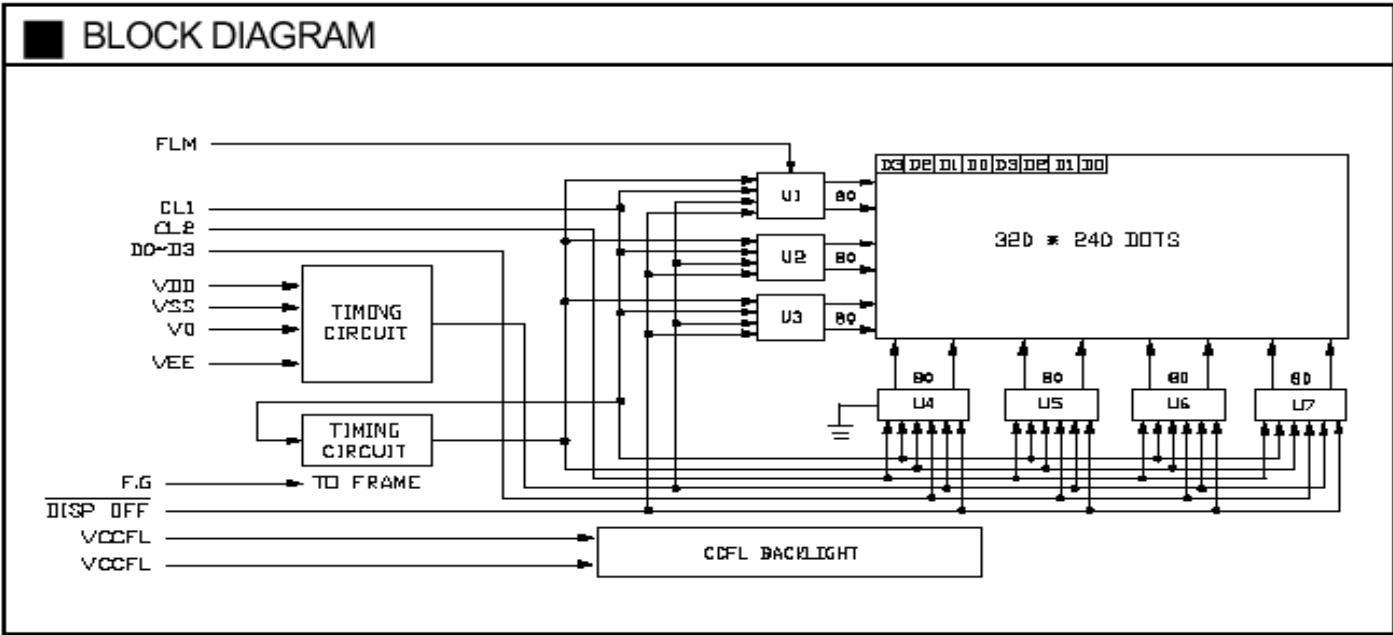 BLOCK DIAGRAM
FLM
CL1
CL2
D0~D3
VDD
VSS
V0
VEE
TIMING
CIRCUIT
TIMING
CIRCUIT
F.G
TO FRAME
DISP OFF
VCCFL
VCCFL
CCFL BACKLIGHT
U1
80
U2
80
U3
80
D3 D2 D1 D0 D3 D2 D1 D0
320 * 240 DOTS
80
80
80
80
U4
U5
U6
U7